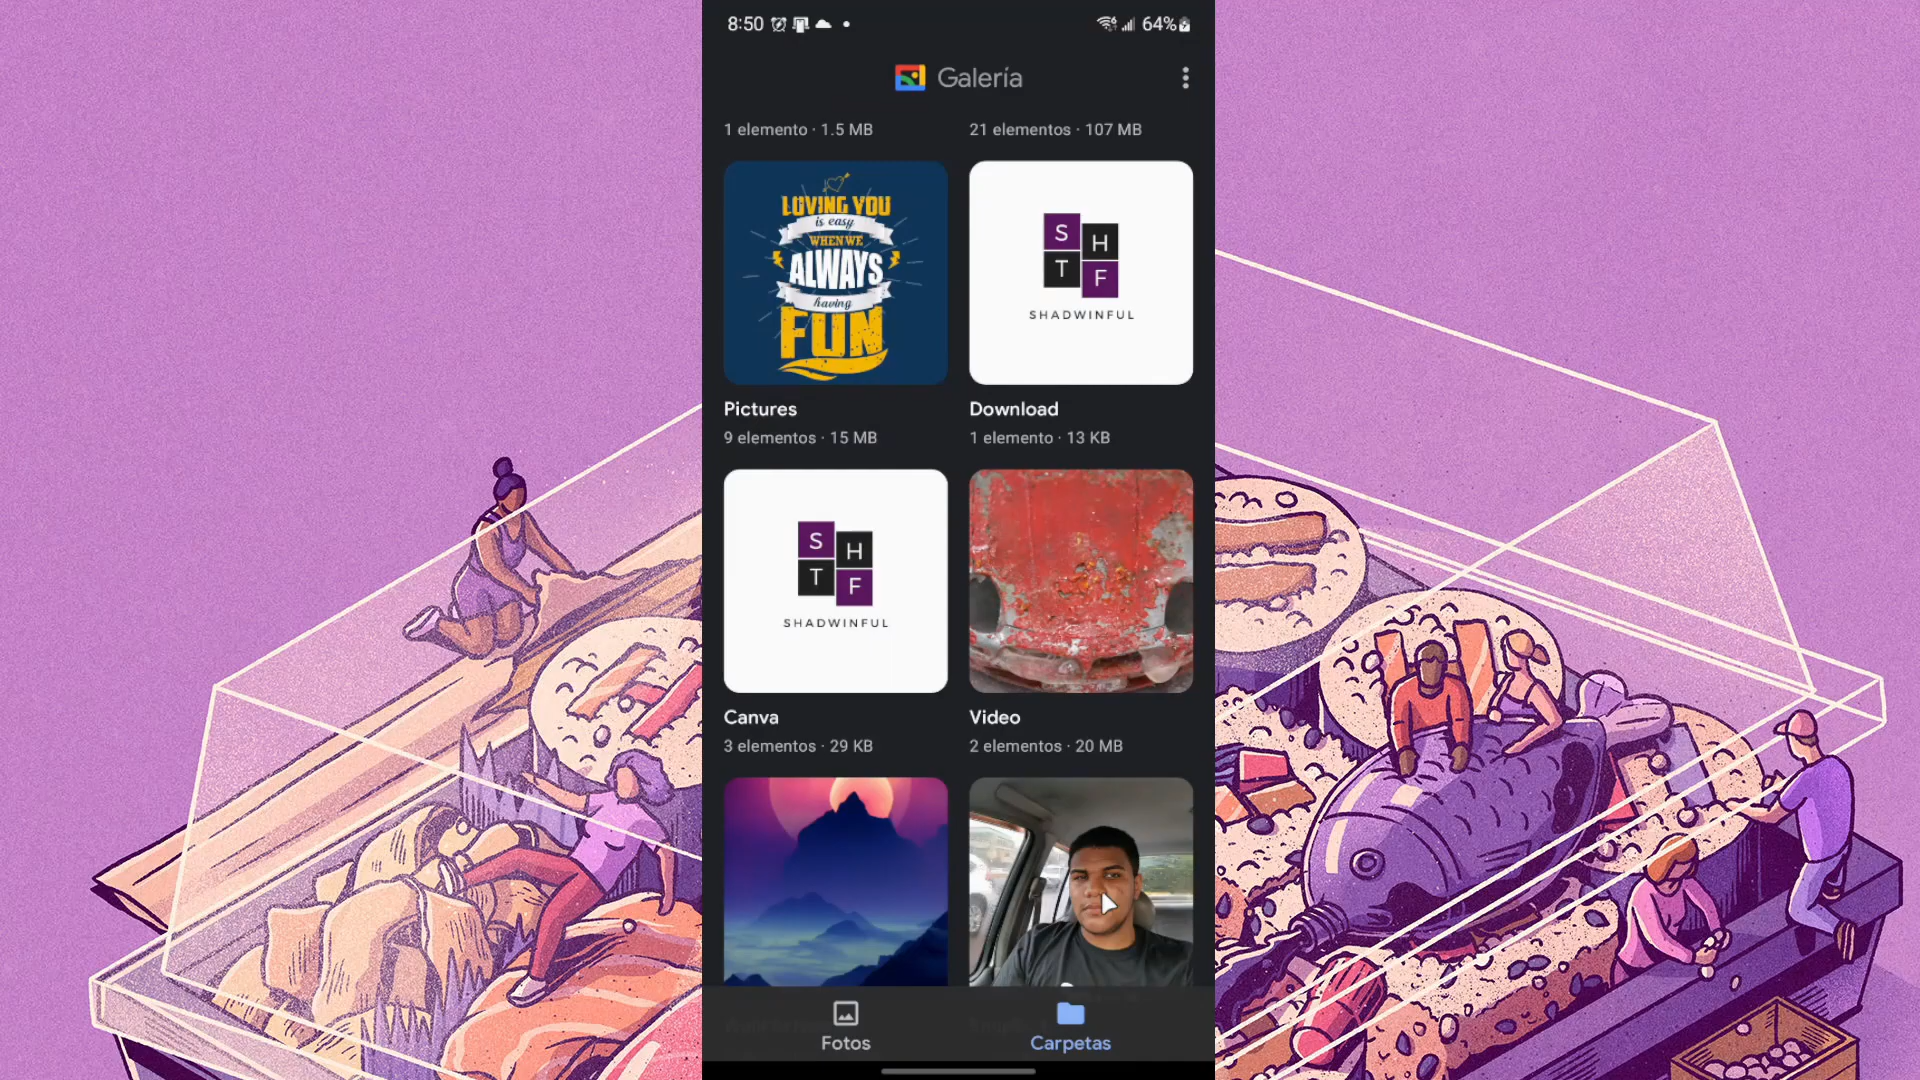 8:50
64%
Galería
1 elemento · 1.5 MB
21 elementos · 107 MB
LOVING YOU
is easy
WHEN WE
ALWAYS
having
FUN
S H
T F
SHADWINFUL
Pictures
Download
9 elementos · 15 MB
1 elemento · 13 KB
S H
T F
SHADWINFUL
Canva
Video
3 elementos · 29 KB
2 elementos · 20 MB
Fotos
Carpetas